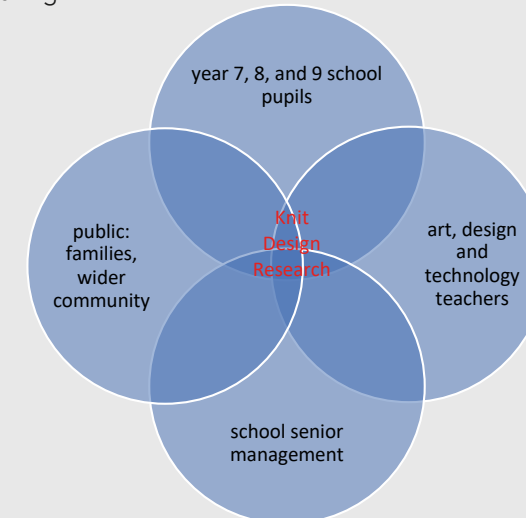 year 7, 8, and 9 school
pupils
public:
families,
wider
community
Knit
Design
Research
art, design
and
technology
teachers
school senior
management